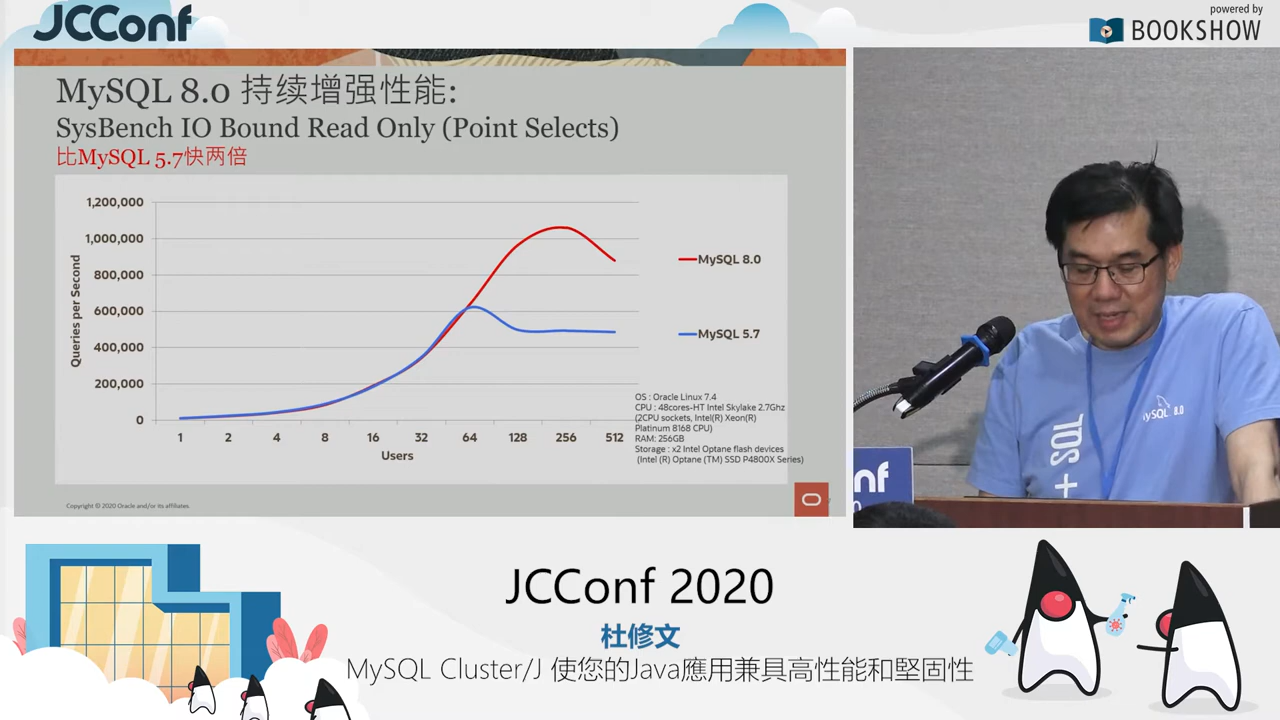 JCConf
powered by
BOOKSHOW
MySQL 8.0 持续增强性能:
SysBench IO Bound Read Only (Point Selects)
比MySQL 5.7快两倍
1,200,000
1,000,000
800,000
600,000
400,000
200,000
0
Queries per Second
1 2 4 8 16 32 64 128 256 512
Users
MySQL 8.0
MySQL 5.7
OS : Oracle Linux 7.4
CPU : 48cores-HT Intel Skylake 2.7Ghz
(2CPU sockets, Intel(R) Xeon(R)
Platinum 8168 CPU)
RAM: 256GB
Storage : x2 Intel Optane flash devices
(Intel (R) Optane (TM) SSD P4800X Series)
Copyright © 2020 Oracle and/or its affiliates
MySQL 8.0
SQL +
nf
0
JCConf 2020
杜修文
MySQL Cluster/J 使您的Java應用兼具高性能和堅固性